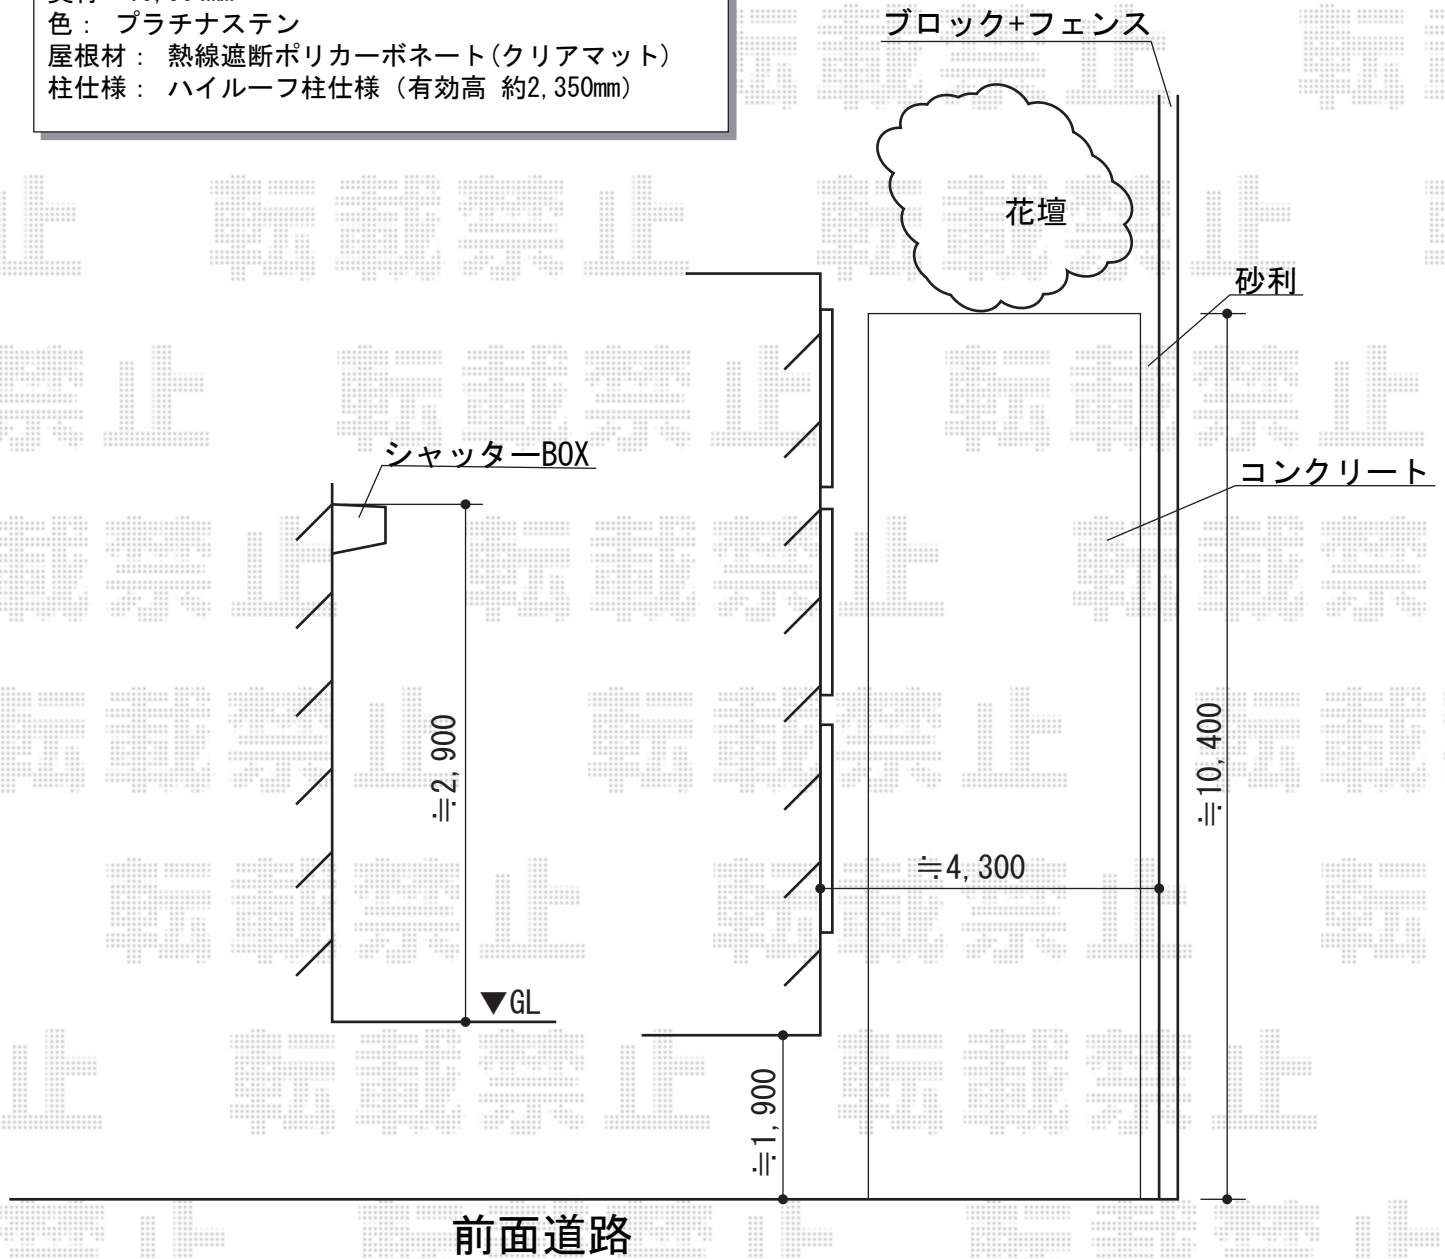 色： プラチナステン
屋根材： 熱線遮断ポリカーボネート(クリアマット)
柱仕様： ハイルーフ柱仕様（有効高 約2,350mm）
ブロック+フェンス
花壇
砂利
シャッターBOX
コンクリート
≒2,900
≒10,400
≒4,300
▼GL
≒1,900
前面道路
転載禁止